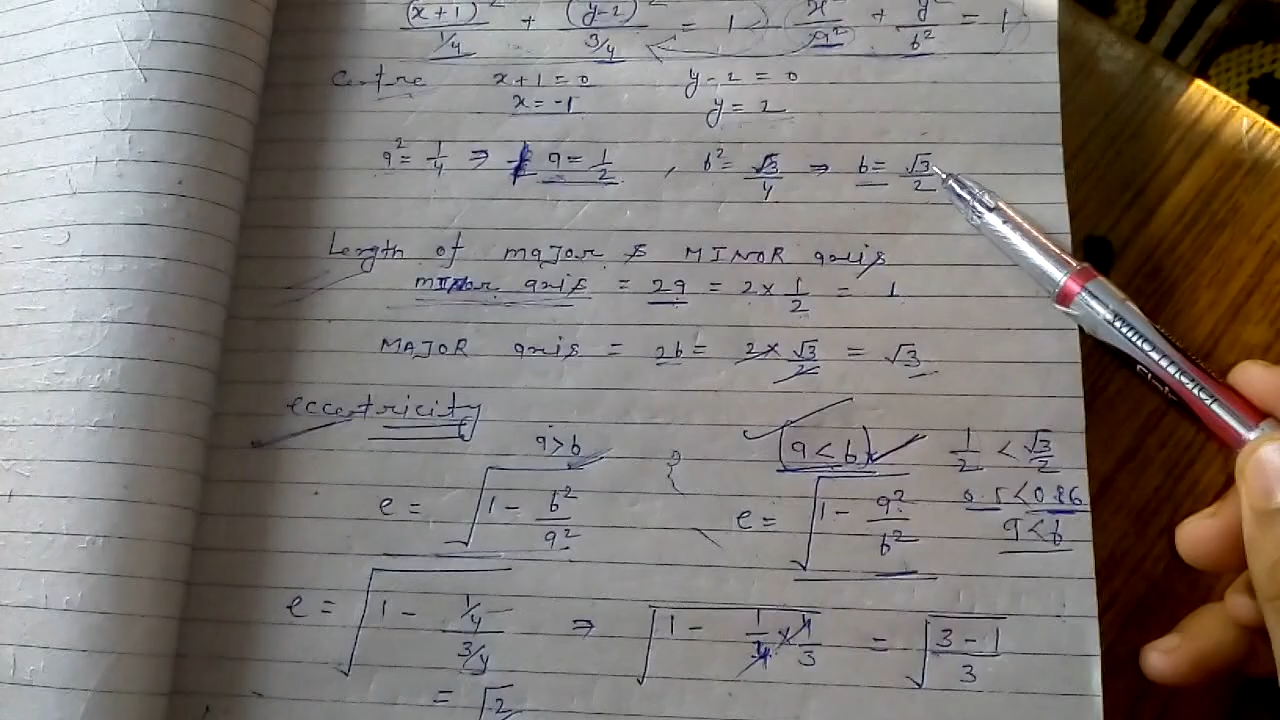 (x+1)²/¼ + (y-2)²/¾ = 1 x²/a² + y²/b² = 1
Centre x+1=0 y-2=0
x=-1 y=2
a²=1/4 ⇒ a=1/2 , b²=√3/4 ⇒ b=√3/2
Length of major & MINOR axis
minor axis = 2a = 2×1/2 = 1
MAJOR axis = 2b = 2×√3/2 = √3
eccentricity
a>b (a<b) 1/2 < √3/2
e = √(1 - b²/a²) e = √(1 - a²/b²) 0.5<0.86
a<b
e = √(1 - (1/4)/(3/4)) ⇒ √(1 - 1/4×4/3) = √((3-1)/3)
= √2